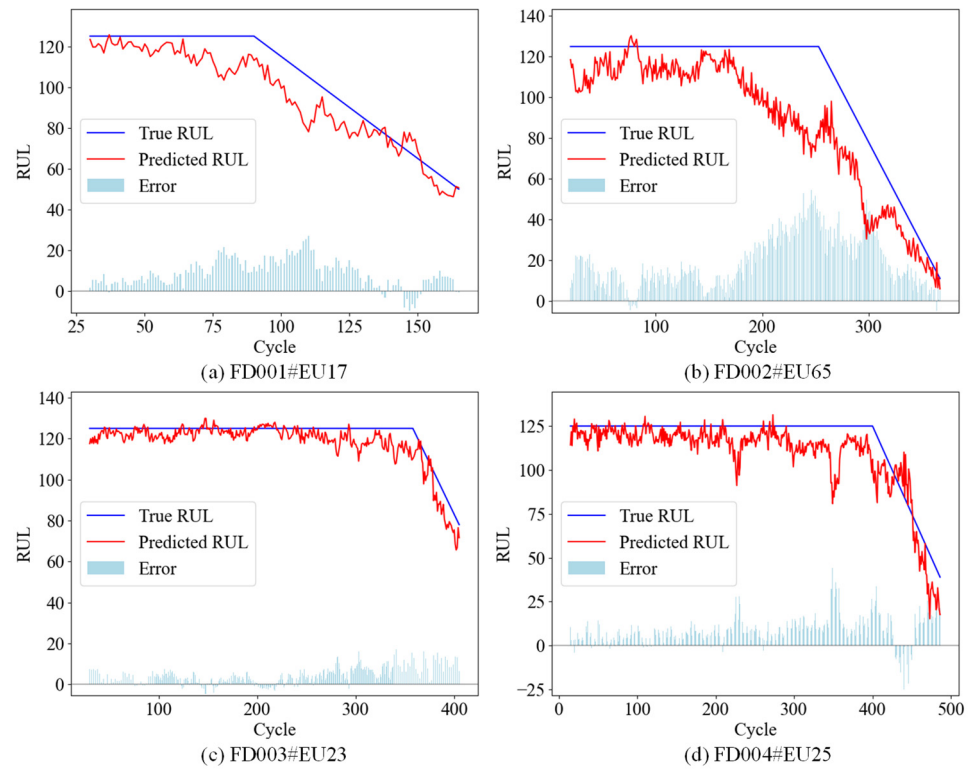 120
100
80
60
40
20
0
RUL
True RUL
Predicted RUL
Error
25
50
75
100
125
150
Cycle
(a) FD001#EU17
140
120
100
80
60
40
20
0
RUL
True RUL
Predicted RUL
Error
100
200
300
Cycle
(b) FD002#EU65
140
120
100
80
60
40
20
0
RUL
True RUL
Predicted RUL
Error
100
200
300
400
Cycle
(c) FD003#EU23
125
100
75
50
25
0
−25
RUL
True RUL
Predicted RUL
Error
0
100
200
300
400
500
Cycle
(d) FD004#EU25